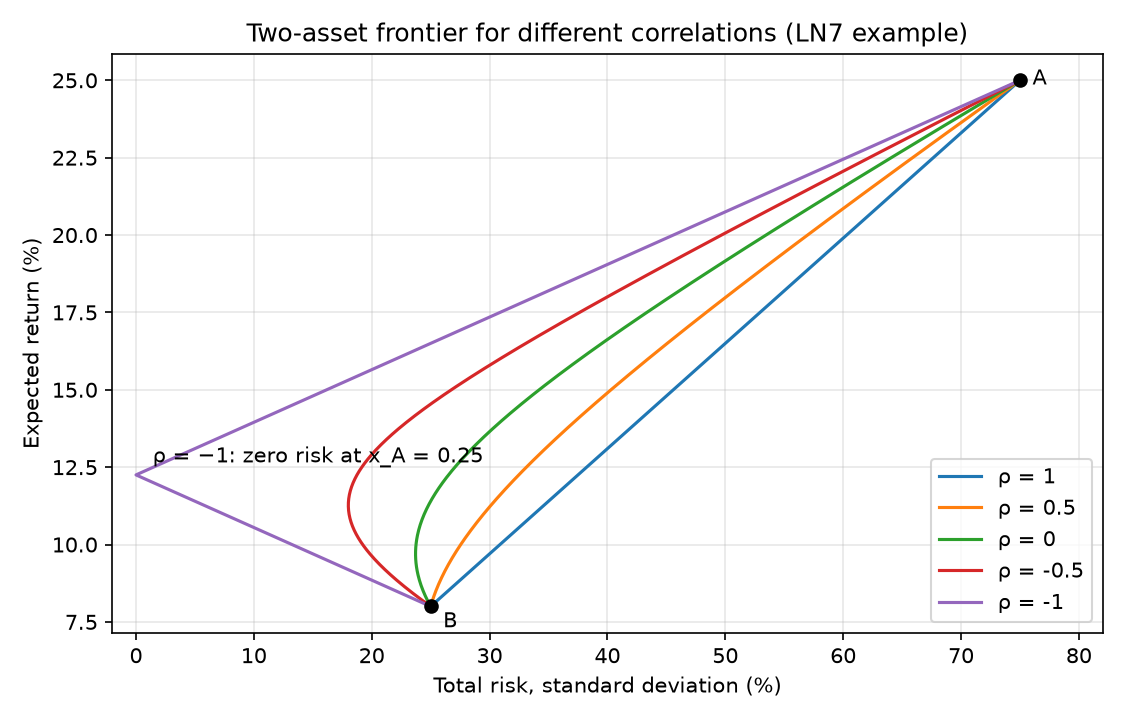 Two-asset frontier for different correlations (LN7 example)
A
25.0
22.5
20.0
17.5
15.0
12.5
10.0
7.5
Expected return (%)
ρ = −1: zero risk at x_A = 0.25
B
ρ = 1
ρ = 0.5
ρ = 0
ρ = -0.5
ρ = -1
0 10 20 30 40 50 60 70 80
Total risk, standard deviation (%)